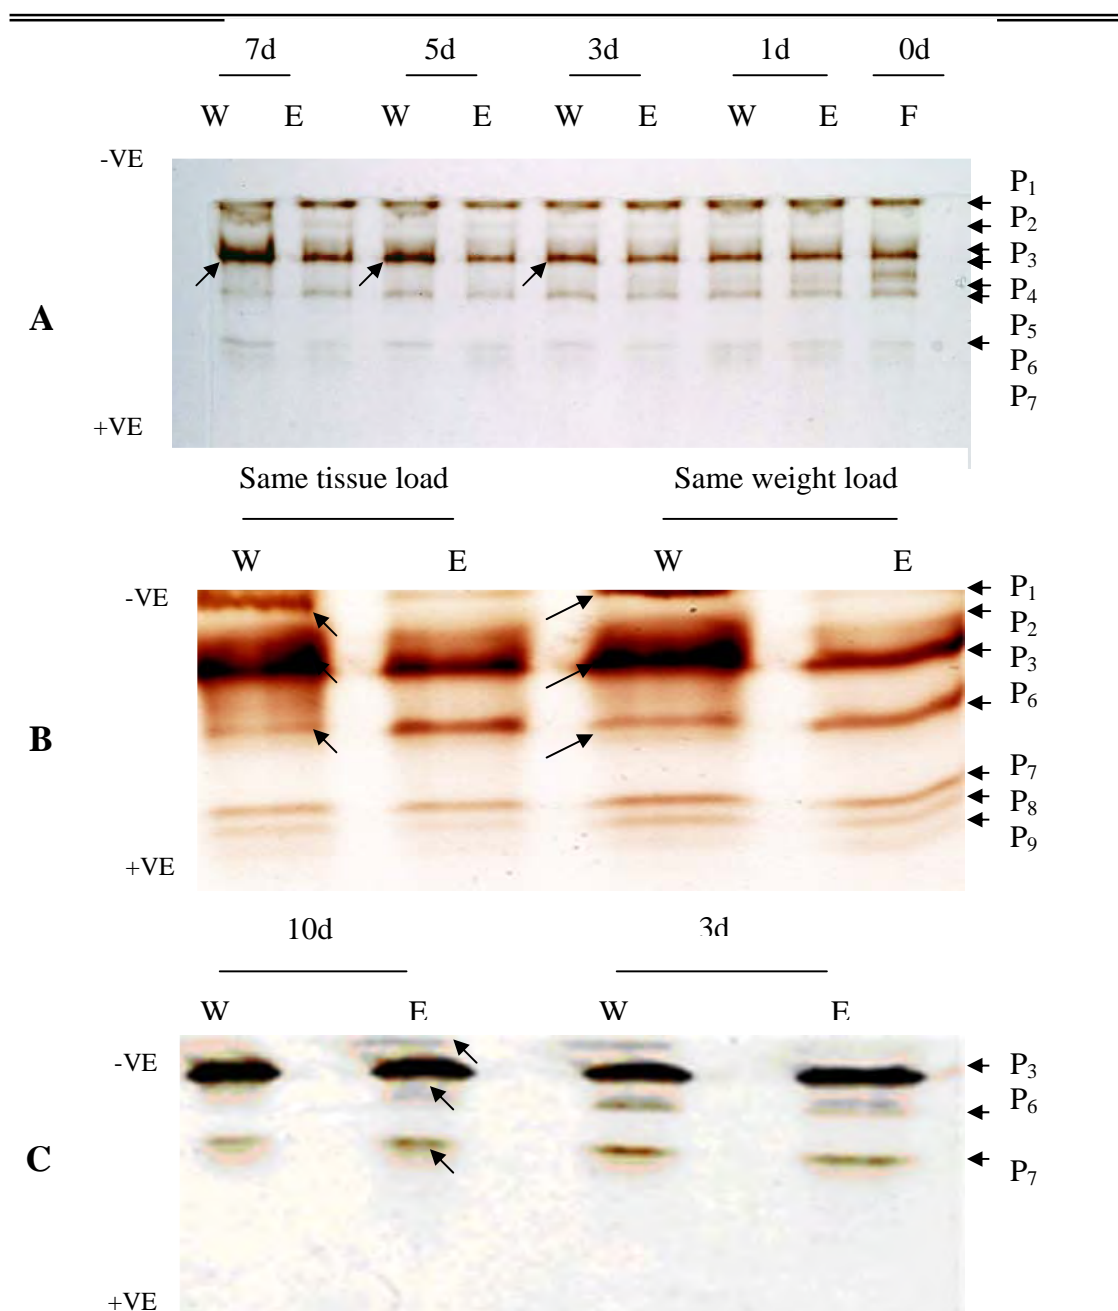 7d 5d 3d 1d 0d
W E W E W E W E F
-VE
P1
P2
P3
A
P4
P5
P6
P7
+VE
Same tissue load Same weight load
W E W E
-VE
P1
P2
P3
P6
B
P7
P8
P9
+VE
10d 3d
W E W E
-VE
P3
P6
C
P7
+VE